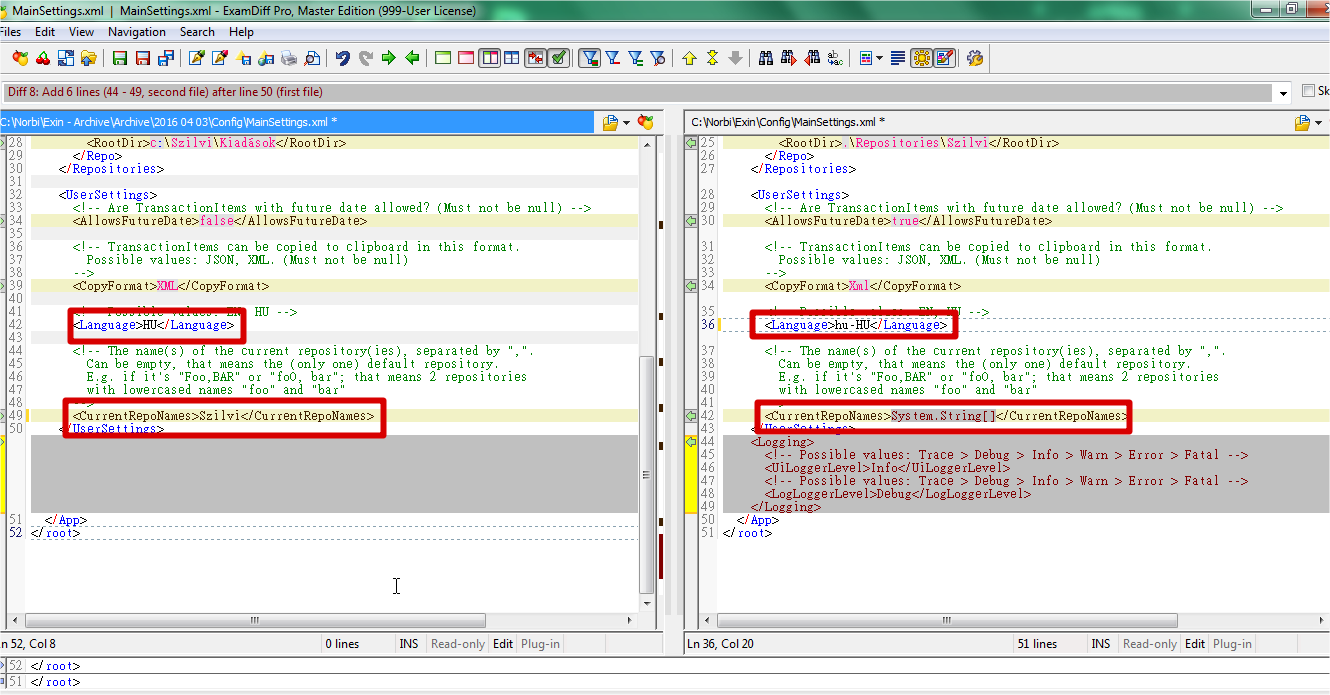 MainSettings.xml | MainSettings.xml - ExamDiff Pro, Master Edition (999-User License)
Files Edit View Navigation Search Help
Diff 8: Add 6 lines (44 - 49, second file) after line 50 (first file)
Sk
C:\Norbi\Exin - Archive\Archive\2016 04 03\Config\MainSettings.xml *
28 <RootDir>c:\Szilvi\Kiadások</RootDir>
29 </Repo>
30 </Repositories>
31
32 <UserSettings>
33 <!-- Are TransactionItems with future date allowed? (Must not be null) -->
34 <AllowsFutureDate>false</AllowsFutureDate>
35
36 <!-- TransactionItems can be copied to clipboard in this format.
37 Possible values: JSON, XML. (Must not be null)
38 -->
39 <CopyFormat>XML</CopyFormat>
40
41 <!-- Possible values: EN, HU -->
42 <Language>HU</Language>
43
44 <!-- The name(s) of the current repository(ies), separated by ",".
45 Can be empty, that means the (only one) default repository.
46 E.g. if it's "Foo,BAR" or "foO, bar"; that means 2 repositories
47 with lowercased names "foo" and "bar"
48
49 <CurrentRepoNames>Szilvi</CurrentRepoNames>
50 </UserSettings>
51 </App>
52 </root>
C:\Norbi\Exin\Config\MainSettings.xml *
25 <RootDir>.\Repositories\Szilvi</RootDir>
26 </Repo>
27 </Repositories>
28 <UserSettings>
29 <!-- Are TransactionItems with future date allowed? (Must not be null) -->
30 <AllowsFutureDate>true</AllowsFutureDate>
31 <!-- TransactionItems can be copied to clipboard in this format.
32 Possible values: JSON, XML. (Must not be null)
33 -->
34 <CopyFormat>Xml</CopyFormat>
35 <!-- Possible values: EN, HU -->
36 <Language>hu-HU</Language>
37 <!-- The name(s) of the current repository(ies), separated by ",".
38 Can be empty, that means the (only one) default repository.
39 E.g. if it's "Foo,BAR" or "foO, bar"; that means 2 repositories
40 with lowercased names "foo" and "bar"
41
42 <CurrentRepoNames>System.String[]</CurrentRepoNames>
43 </UserSettings>
44 <Logging>
45 <!-- Possible values: Trace > Debug > Info > Warn > Error > Fatal -->
46 <UiLoggerLevel>Info</UiLoggerLevel>
47 <!-- Possible values: Trace > Debug > Info > Warn > Error > Fatal -->
48 <LogLoggerLevel>Debug</LogLoggerLevel>
49 </Logging>
50 </App>
51 </root>
Ln 52, Col 8 0 lines INS Read-only Edit Plug-in
Ln 36, Col 20 51 lines INS Read-only Edit Plug-in
52 </root>
51 </root>